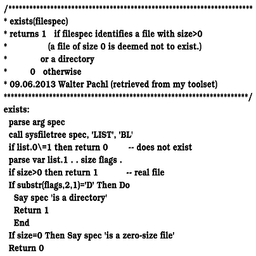 /**********************************************************************
* exists(filespec)
* returns 1 if filespec identifies a file with size>0
* (a file of size 0 is deemed not to exist.)
* or a directory
* 0 otherwise
* 09.06.2013 Walter Pachl (retrieved from my toolset)
**********************************************************************/
exists:
parse arg spec
call sysfiletree spec, 'LIST', 'BL'
if list.0\=1 then return 0 -- does not exist
parse var list.1 . . size flags .
if size>0 then return 1 -- real file
If substr(flags,2,1)='D' Then Do
Say spec 'is a directory'
Return 1
End
If size=0 Then Say spec 'is a zero-size file'
Return 0